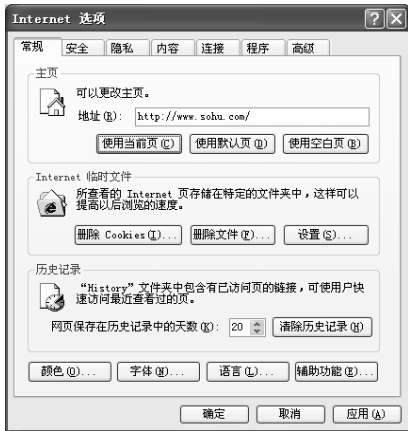 Internet 选项
常规 安全 隐私 内容 连接 程序 高级
主页
可以更改主页。
地址(R): http://www.sohu.com/
使用当前页(C) 使用默认页(D) 使用空白页(B)
Internet 临时文件
所查看的 Internet 页存储在特定的文件夹中，这样可以
提高以后浏览的速度。
删除 Cookies(I)... 删除文件(F)... 设置(S)...
历史记录
“History”文件夹中包含有已访问页的链接，可使用户快
速访问最近查看过的页。
网页保存在历史记录中的天数(K): 20 清除历史记录(H)
颜色(O)... 字体(N)... 语言(L)... 辅助功能(E)...
确定 取消 应用(A)